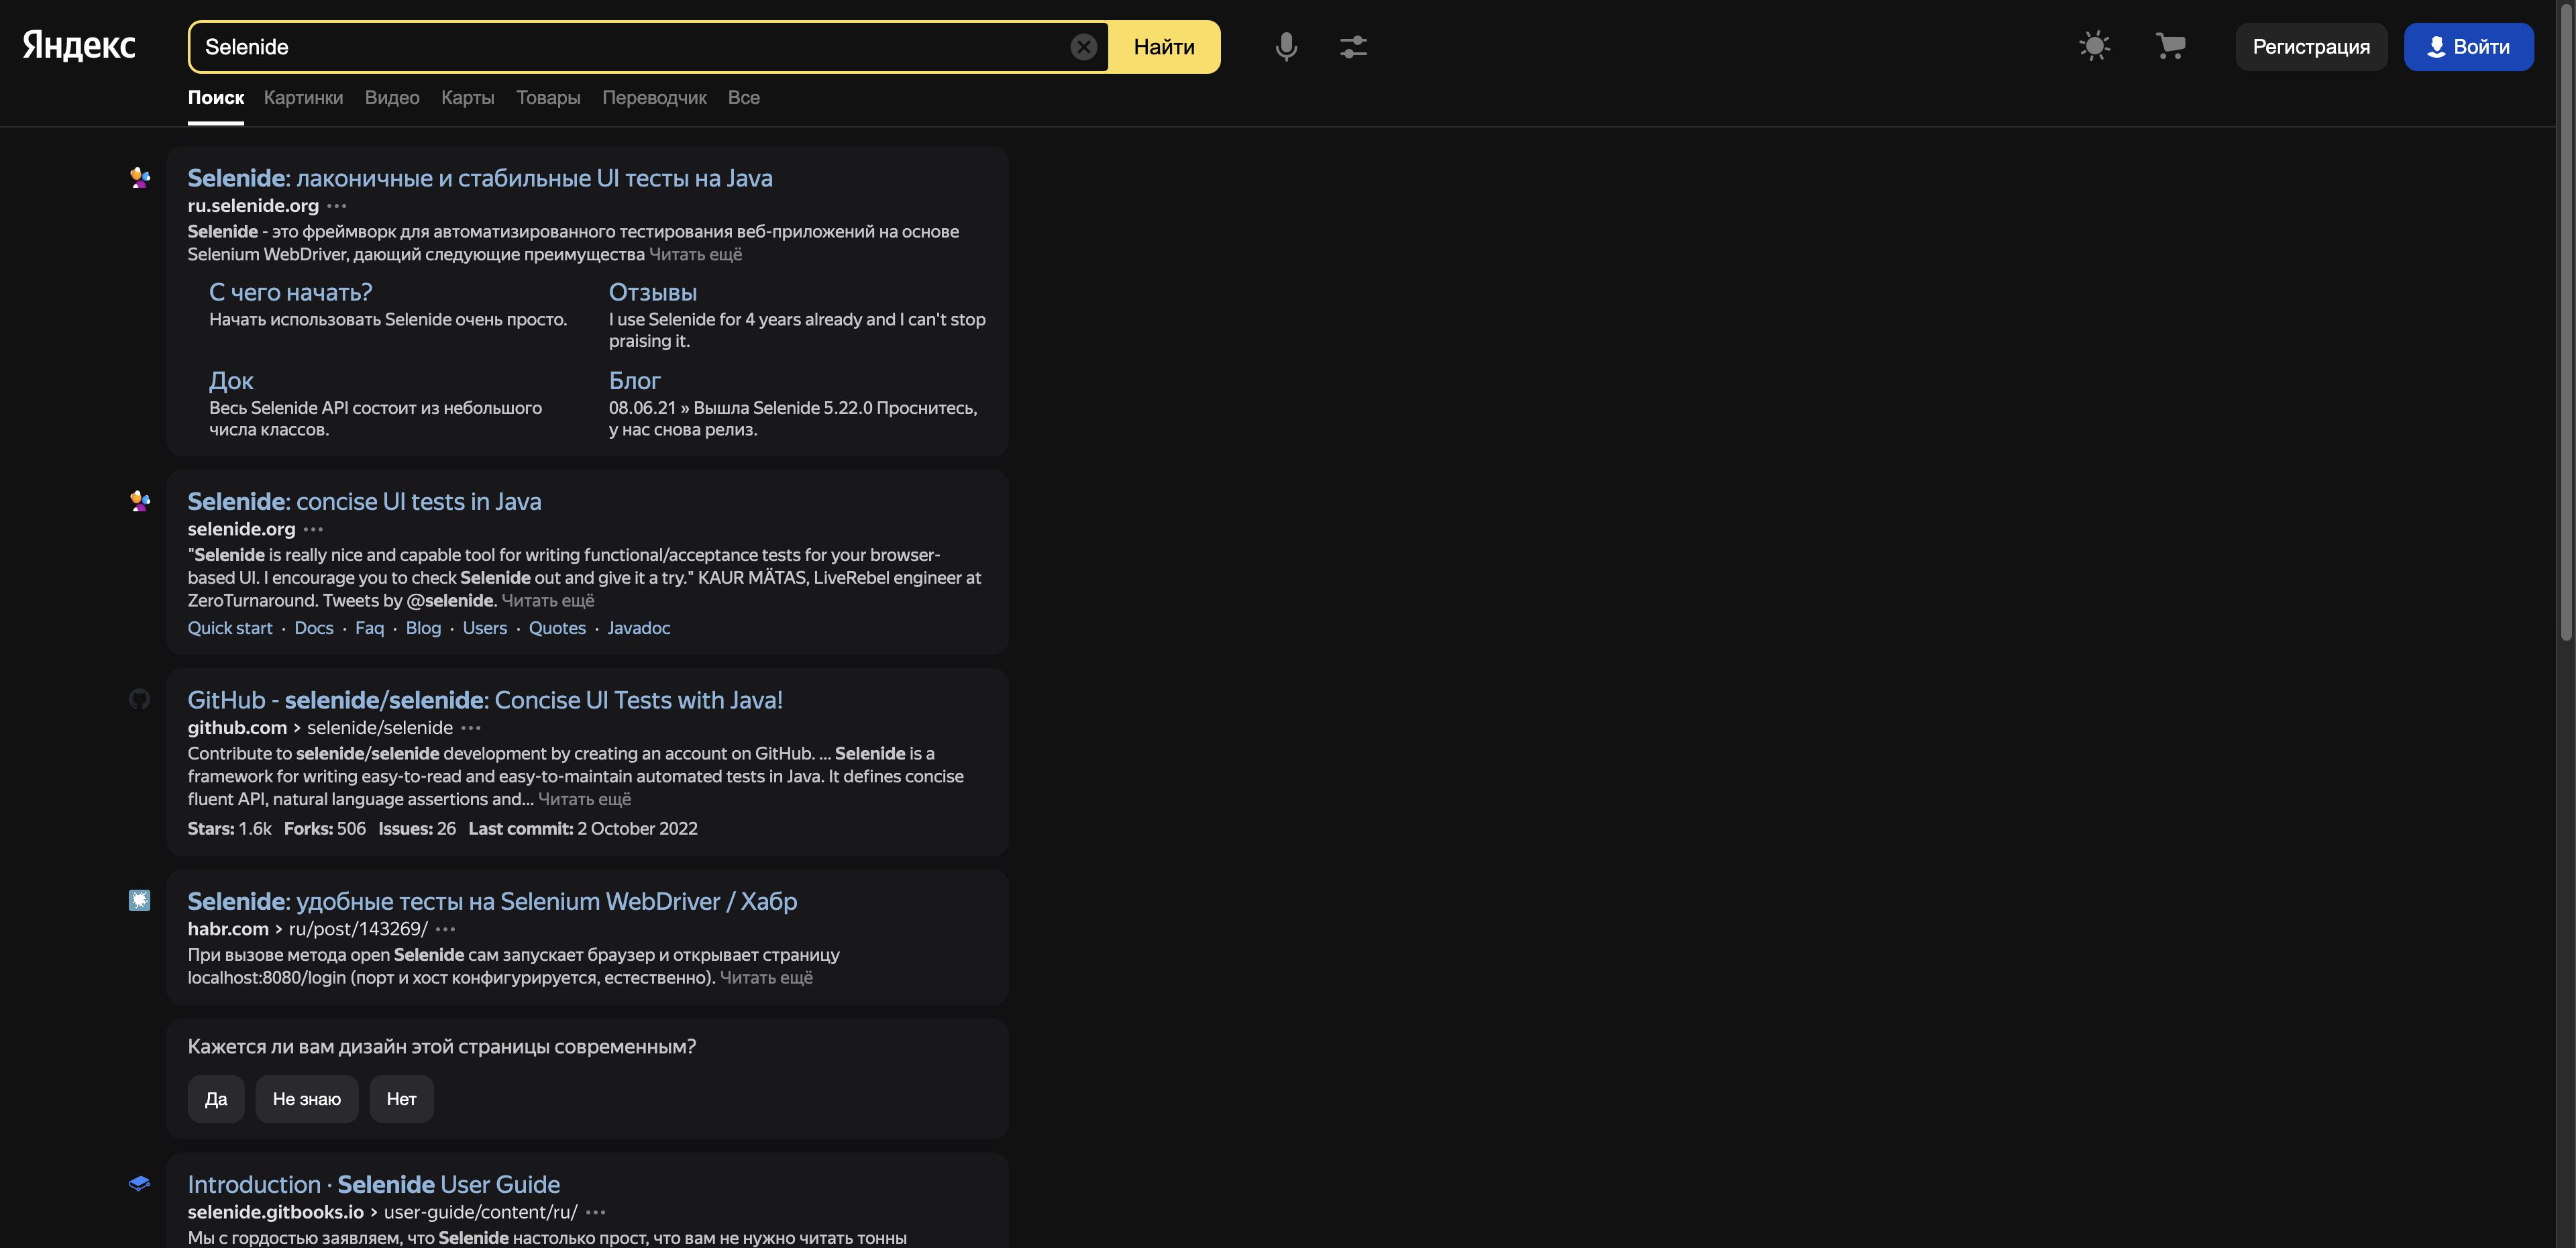 Яндекс
Selenide
Найти
Регистрация
Войти
Поиск Картинки Видео Карты Товары Переводчик Все
Selenide: лаконичные и стабильные UI тесты на Java
ru.selenide.org
Selenide - это фреймворк для автоматизированного тестирования веб-приложений на основе
Selenium WebDriver, дающий следующие преимущества Читать ещё
С чего начать?
Начать использовать Selenide очень просто.
Отзывы
I use Selenide for 4 years already and I can't stop
praising it.
Док
Весь Selenide API состоит из небольшого
числа классов.
Блог
08.06.21 » Вышла Selenide 5.22.0 Проснитесь,
у нас снова релиз.
Selenide: concise UI tests in Java
selenide.org
"Selenide is really nice and capable tool for writing functional/acceptance tests for your browser-
based UI. I encourage you to check Selenide out and give it a try." KAUR MÄTAS, LiveRebel engineer at
ZeroTurnaround. Tweets by @selenide. Читать ещё
Quick start · Docs · Faq · Blog · Users · Quotes · Javadoc
GitHub - selenide/selenide: Concise UI Tests with Java!
github.com › selenide/selenide
Contribute to selenide/selenide development by creating an account on GitHub. ... Selenide is a
framework for writing easy-to-read and easy-to-maintain automated tests in Java. It defines concise
fluent API, natural language assertions and... Читать ещё
Stars: 1.6k Forks: 506 Issues: 26 Last commit: 2 October 2022
Selenide: удобные тесты на Selenium WebDriver / Хабр
habr.com › ru/post/143269/
При вызове метода open Selenide сам запускает браузер и открывает страницу
localhost:8080/login (порт и хост конфигурируется, естественно). Читать ещё
Кажется ли вам дизайн этой страницы современным?
Да Не знаю Нет
Introduction · Selenide User Guide
selenide.gitbooks.io › user-guide/content/ru/
Мы с гордостью заявляем, что Selenide настолько прост, что вам не нужно читать тонны